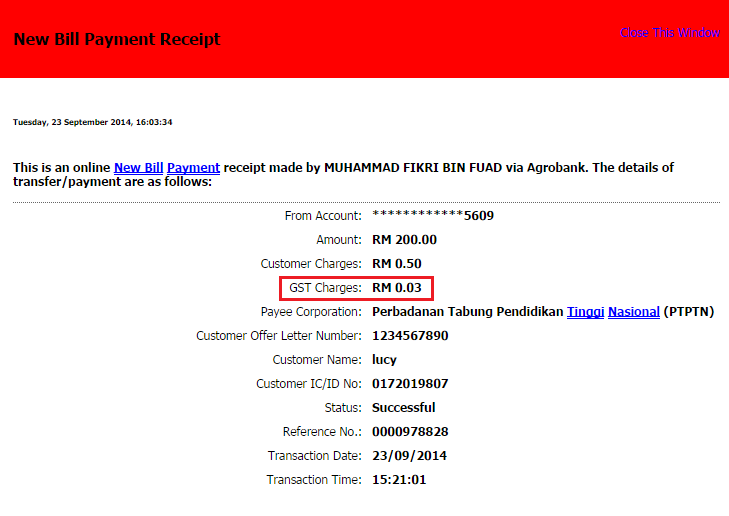 New Bill Payment Receipt
Close This Window
Tuesday, 23 September 2014, 16:03:34
This is an online New Bill Payment receipt made by MUHAMMAD FIKRI BIN FUAD via Agrobank. The details of
transfer/payment are as follows:
From Account: ************5609
Amount: RM 200.00
Customer Charges: RM 0.50
GST Charges: RM 0.03
Payee Corporation: Perbadanan Tabung Pendidikan Tinggi Nasional (PTPTN)
Customer Offer Letter Number: 1234567890
Customer Name: lucy
Customer IC/ID No: 0172019807
Status: Successful
Reference No.: 0000978828
Transaction Date: 23/09/2014
Transaction Time: 15:21:01